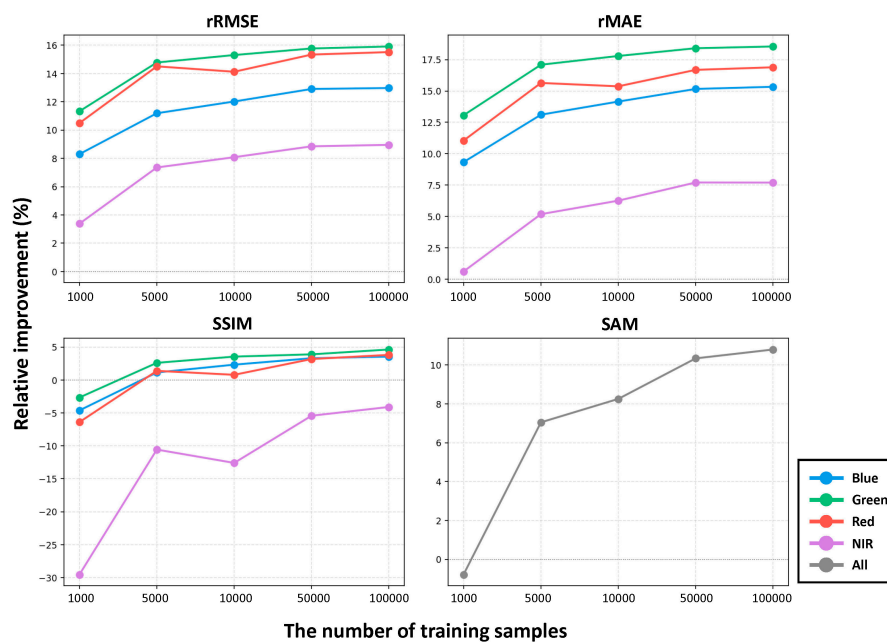 rRMSE
16
14
12
10
8
6
4
2
0
1000 5000 10000 50000 100000
rMAE
17.5
15.0
12.5
10.0
7.5
5.0
2.5
0.0
1000 5000 10000 50000 100000
Relative improvement (%)
SSIM
5
0
−5
−10
−15
−20
−25
−30
1000 5000 10000 50000 100000
SAM
10
8
6
4
2
0
1000 5000 10000 50000 100000
Blue
Green
Red
NIR
All
The number of training samples